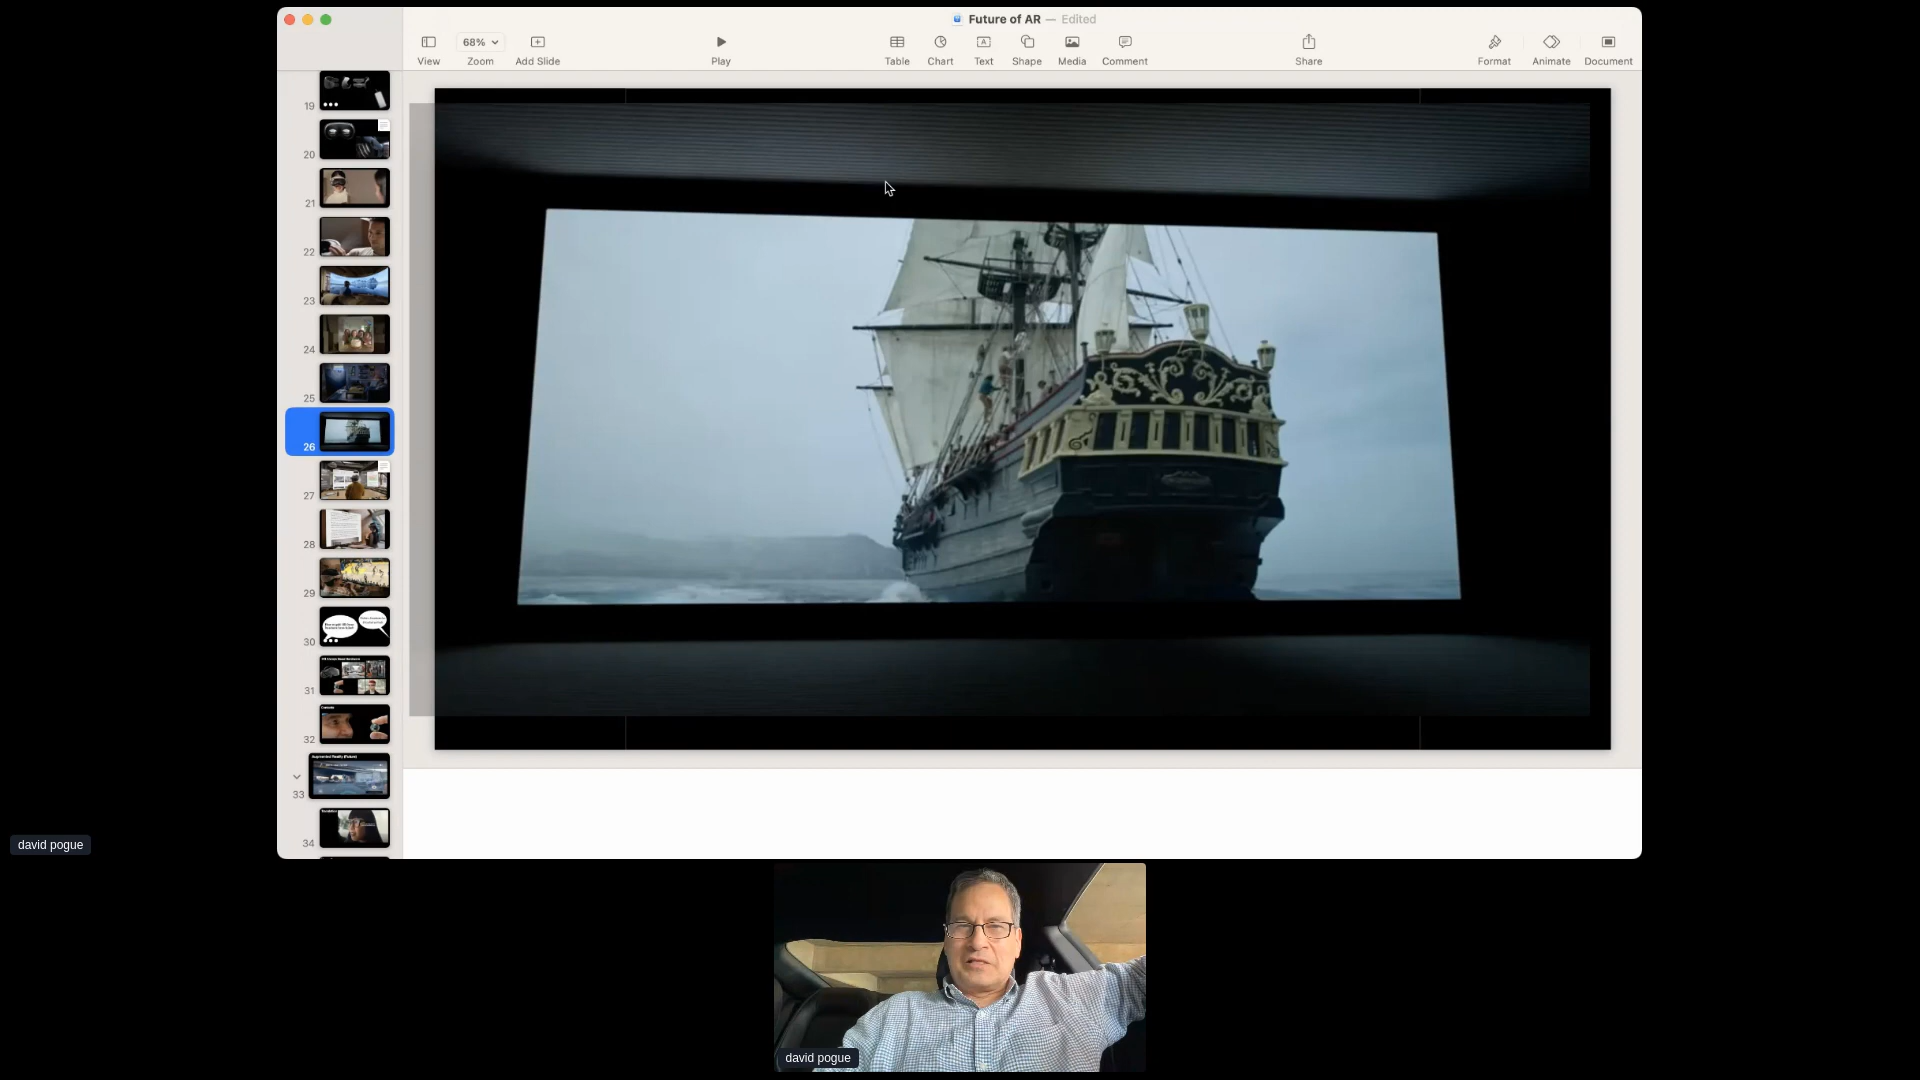 Future of AR — Edited
68%
View
Zoom
Add Slide
Play
Table
Chart
Text
Shape
Media
Comment
Share
Format
Animate
Document
19
20
21
22
23
24
25
26
27
28
29
30
31
32
33
34
david pogue
david pogue